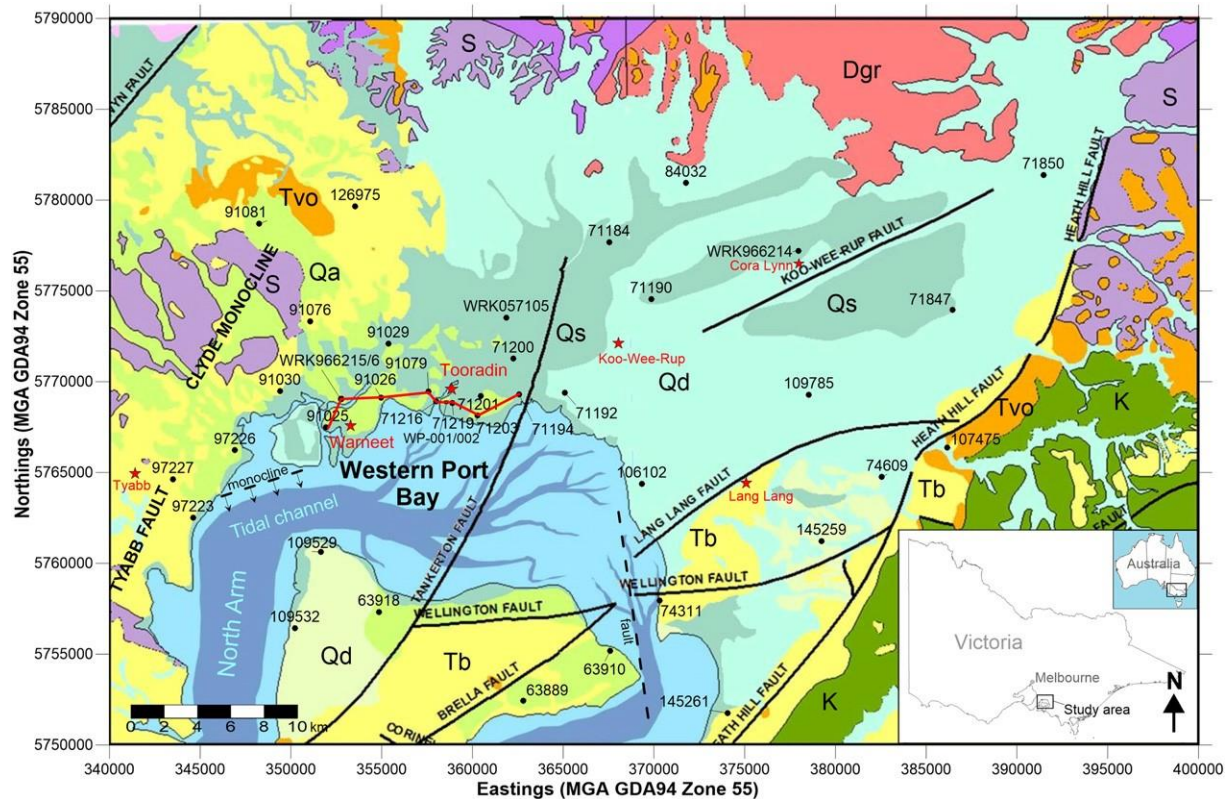 5790000
5785000
5780000
5775000
5770000
5765000
5760000
5755000
5750000
Northings (MGA GDA94 Zone 55)
340000
345000
350000
355000
360000
365000
370000
375000
380000
385000
390000
395000
400000
Eastings (MGA GDA94 Zone 55)
WYN FAULT
S
Dgr
S
HEATH HILL FAULT
71850
84032
126975
Tvo
91081
71184
WRK966214
Cora Lynn
KOO-WEE-RUP FAULT
CLYDE MONOCLINE
S
Qa
71190
Qs
71847
91076
WRK057105
Qs
91029
71200
Koo-Wee-Rup
WRK966215/6
91079
Tooradin
Qd
109785
91030
91026
71201
71192
HEATH HILL FAULT
Tvo
K
91025
71216
71219
71203
71194
WP-001/002
Warneet
107475
97226
Western Port
Bay
106102
LANG LANG FAULT
74609
Tb
97227
Tyabb
monocline
Lang Lang
97223
Tidal channel
TYABB FAULT
TANKERTON FAULT
Tb
145259
FAULT
109529
WELLINGTON FAULT
63918
WELLINGTON FAULT
74311
109532
North Arm
Qd
Tb
fault
BRELLA FAULT
63910
63889
145261
HEATH HILL FAULT
K
CORINE
0 2 4 6 8 10 km
Australia
Victoria
Melbourne
Study area
N